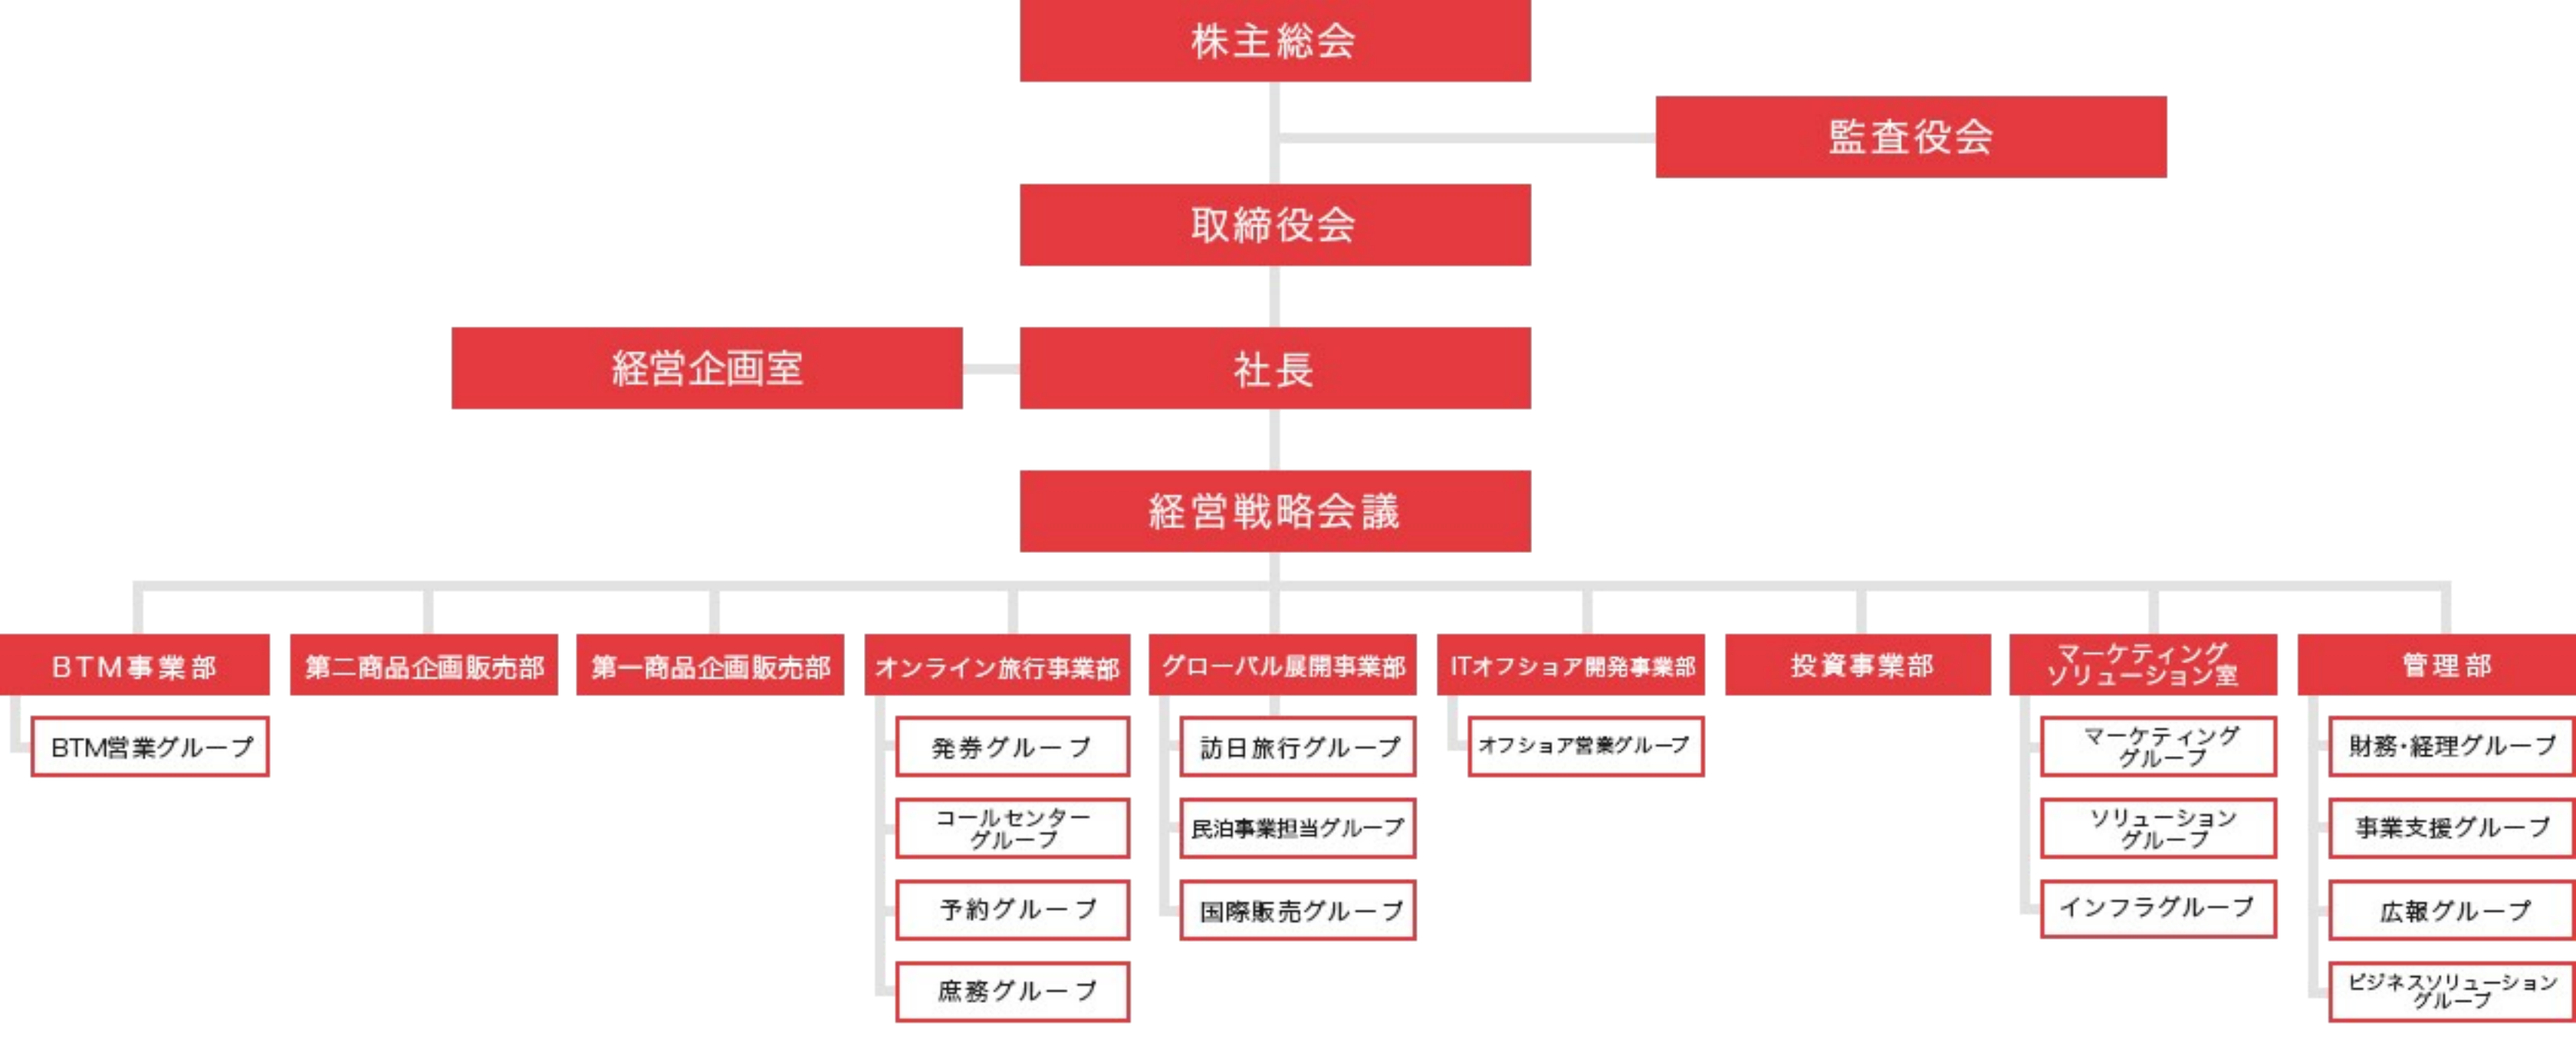 株主総会
監査役会
取締役会
経営企画室
社長
経営戦略会議
BTM事業部
第二商品企画販売部
第一商品企画販売部
オンライン旅行事業部
グローバル展開事業部
ITオフショア開発事業部
投資事業部
マーケティング
ソリューション室
管理部
BTM営業グループ
発券グループ
コールセンター
グループ
予約グループ
庶務グループ
訪日旅行グループ
民泊事業担当グループ
国際販売グループ
オフショア営業グループ
マーケティング
グループ
ソリューション
グループ
インフラグループ
財務・経理グループ
事業支援グループ
広報グループ
ビジネスソリューション
グループ